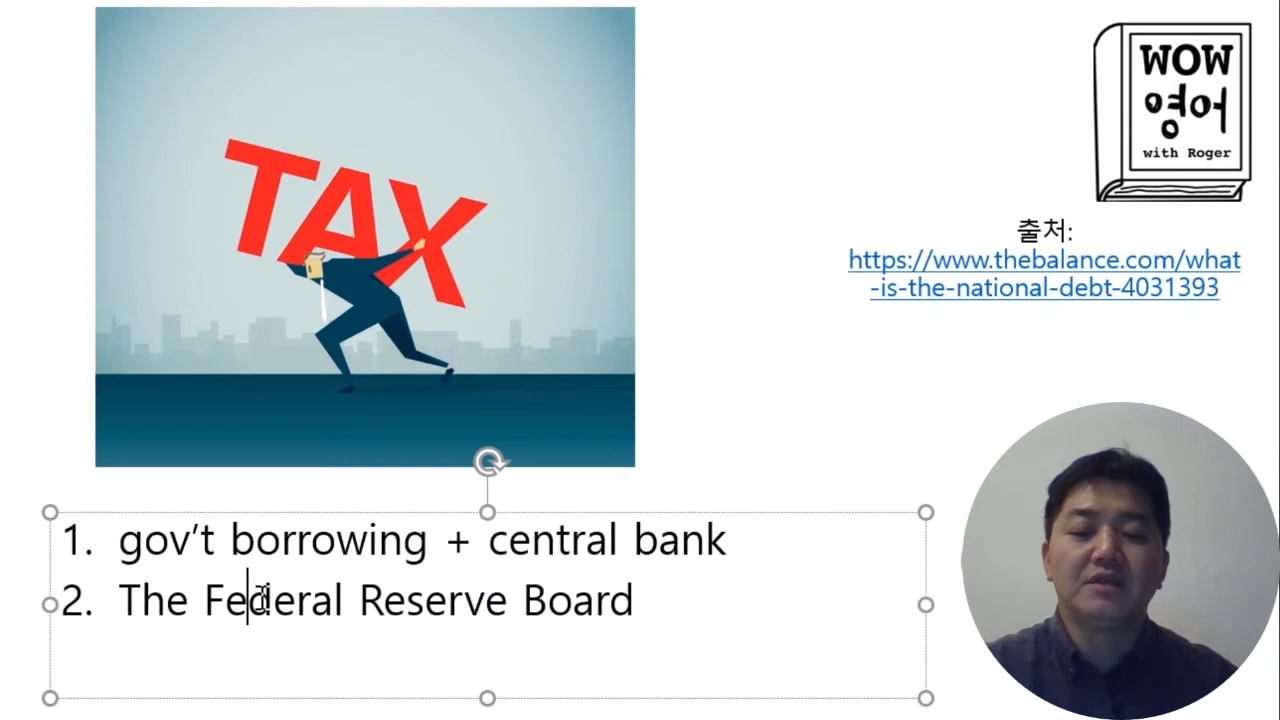 TAX
WOW
영어
with Roger
출처:
https://www.thebalance.com/what
-is-the-national-debt-4031393
1. gov’t borrowing + central bank
2. The Federal Reserve Board